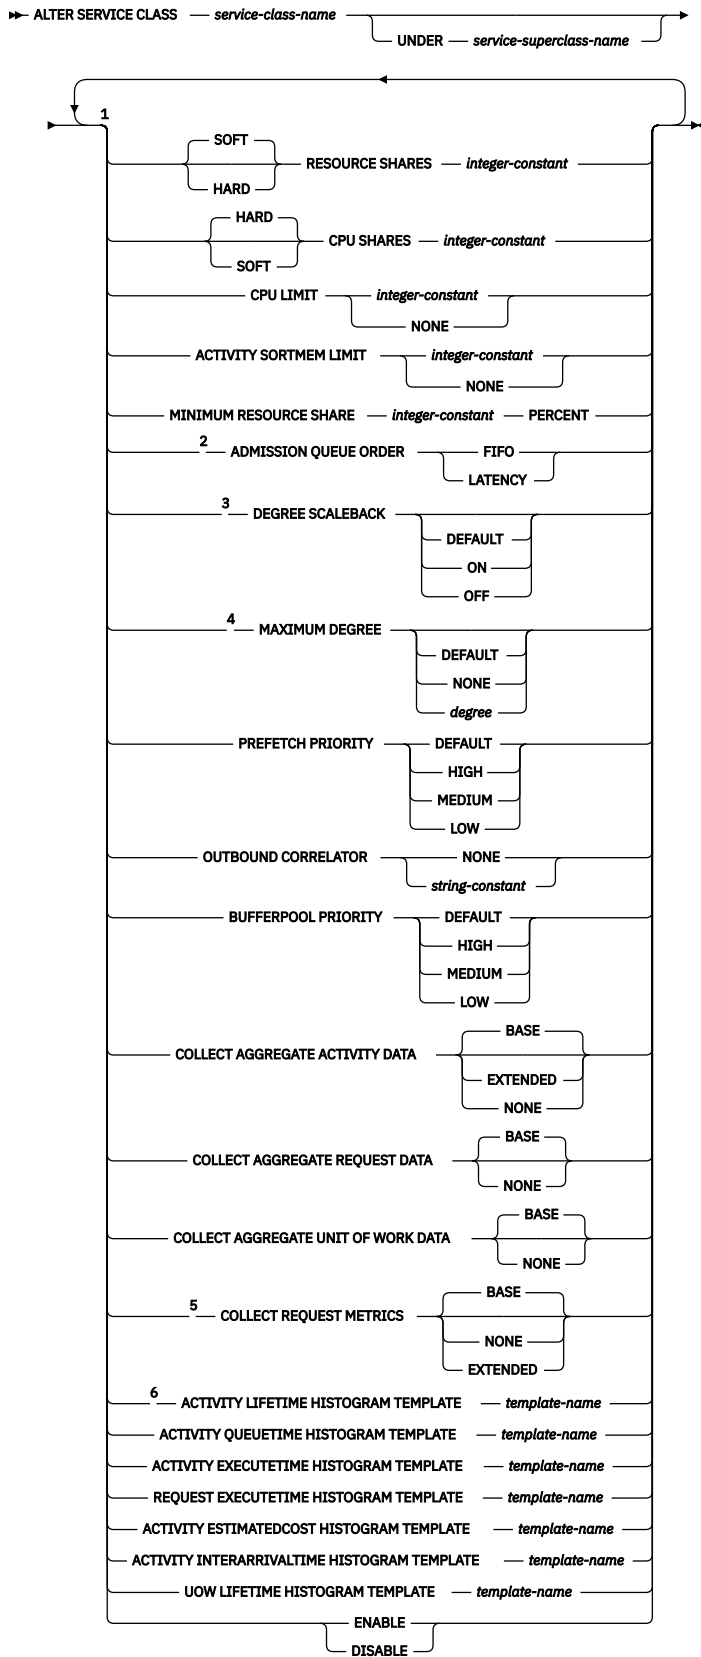 ALTER SERVICE CLASS service-class-name
UNDER service-superclass-name
1
SOFT
RESOURCE SHARES integer-constant
HARD
HARD
CPU SHARES integer-constant
SOFT
CPU LIMIT integer-constant
NONE
ACTIVITY SORTMEM LIMIT integer-constant
NONE
MINIMUM RESOURCE SHARE integer-constant PERCENT
2 ADMISSION QUEUE ORDER FIFO
LATENCY
3 DEGREE SCALEBACK
DEFAULT
ON
OFF
4 MAXIMUM DEGREE
DEFAULT
NONE
degree
PREFETCH PRIORITY DEFAULT
HIGH
MEDIUM
LOW
OUTBOUND CORRELATOR NONE
string-constant
BUFFERPOOL PRIORITY DEFAULT
HIGH
MEDIUM
LOW
BASE
COLLECT AGGREGATE ACTIVITY DATA
EXTENDED
NONE
BASE
COLLECT AGGREGATE REQUEST DATA
NONE
BASE
COLLECT AGGREGATE UNIT OF WORK DATA
NONE
BASE
5 COLLECT REQUEST METRICS
NONE
EXTENDED
6 ACTIVITY LIFETIME HISTOGRAM TEMPLATE template-name
ACTIVITY QUEUETIME HISTOGRAM TEMPLATE template-name
ACTIVITY EXECUTETIME HISTOGRAM TEMPLATE template-name
REQUEST EXECUTETIME HISTOGRAM TEMPLATE template-name
ACTIVITY ESTIMATEDCOST HISTOGRAM TEMPLATE template-name
ACTIVITY INTERARRIVALTIME HISTOGRAM TEMPLATE template-name
UOW LIFETIME HISTOGRAM TEMPLATE template-name
ENABLE
DISABLE